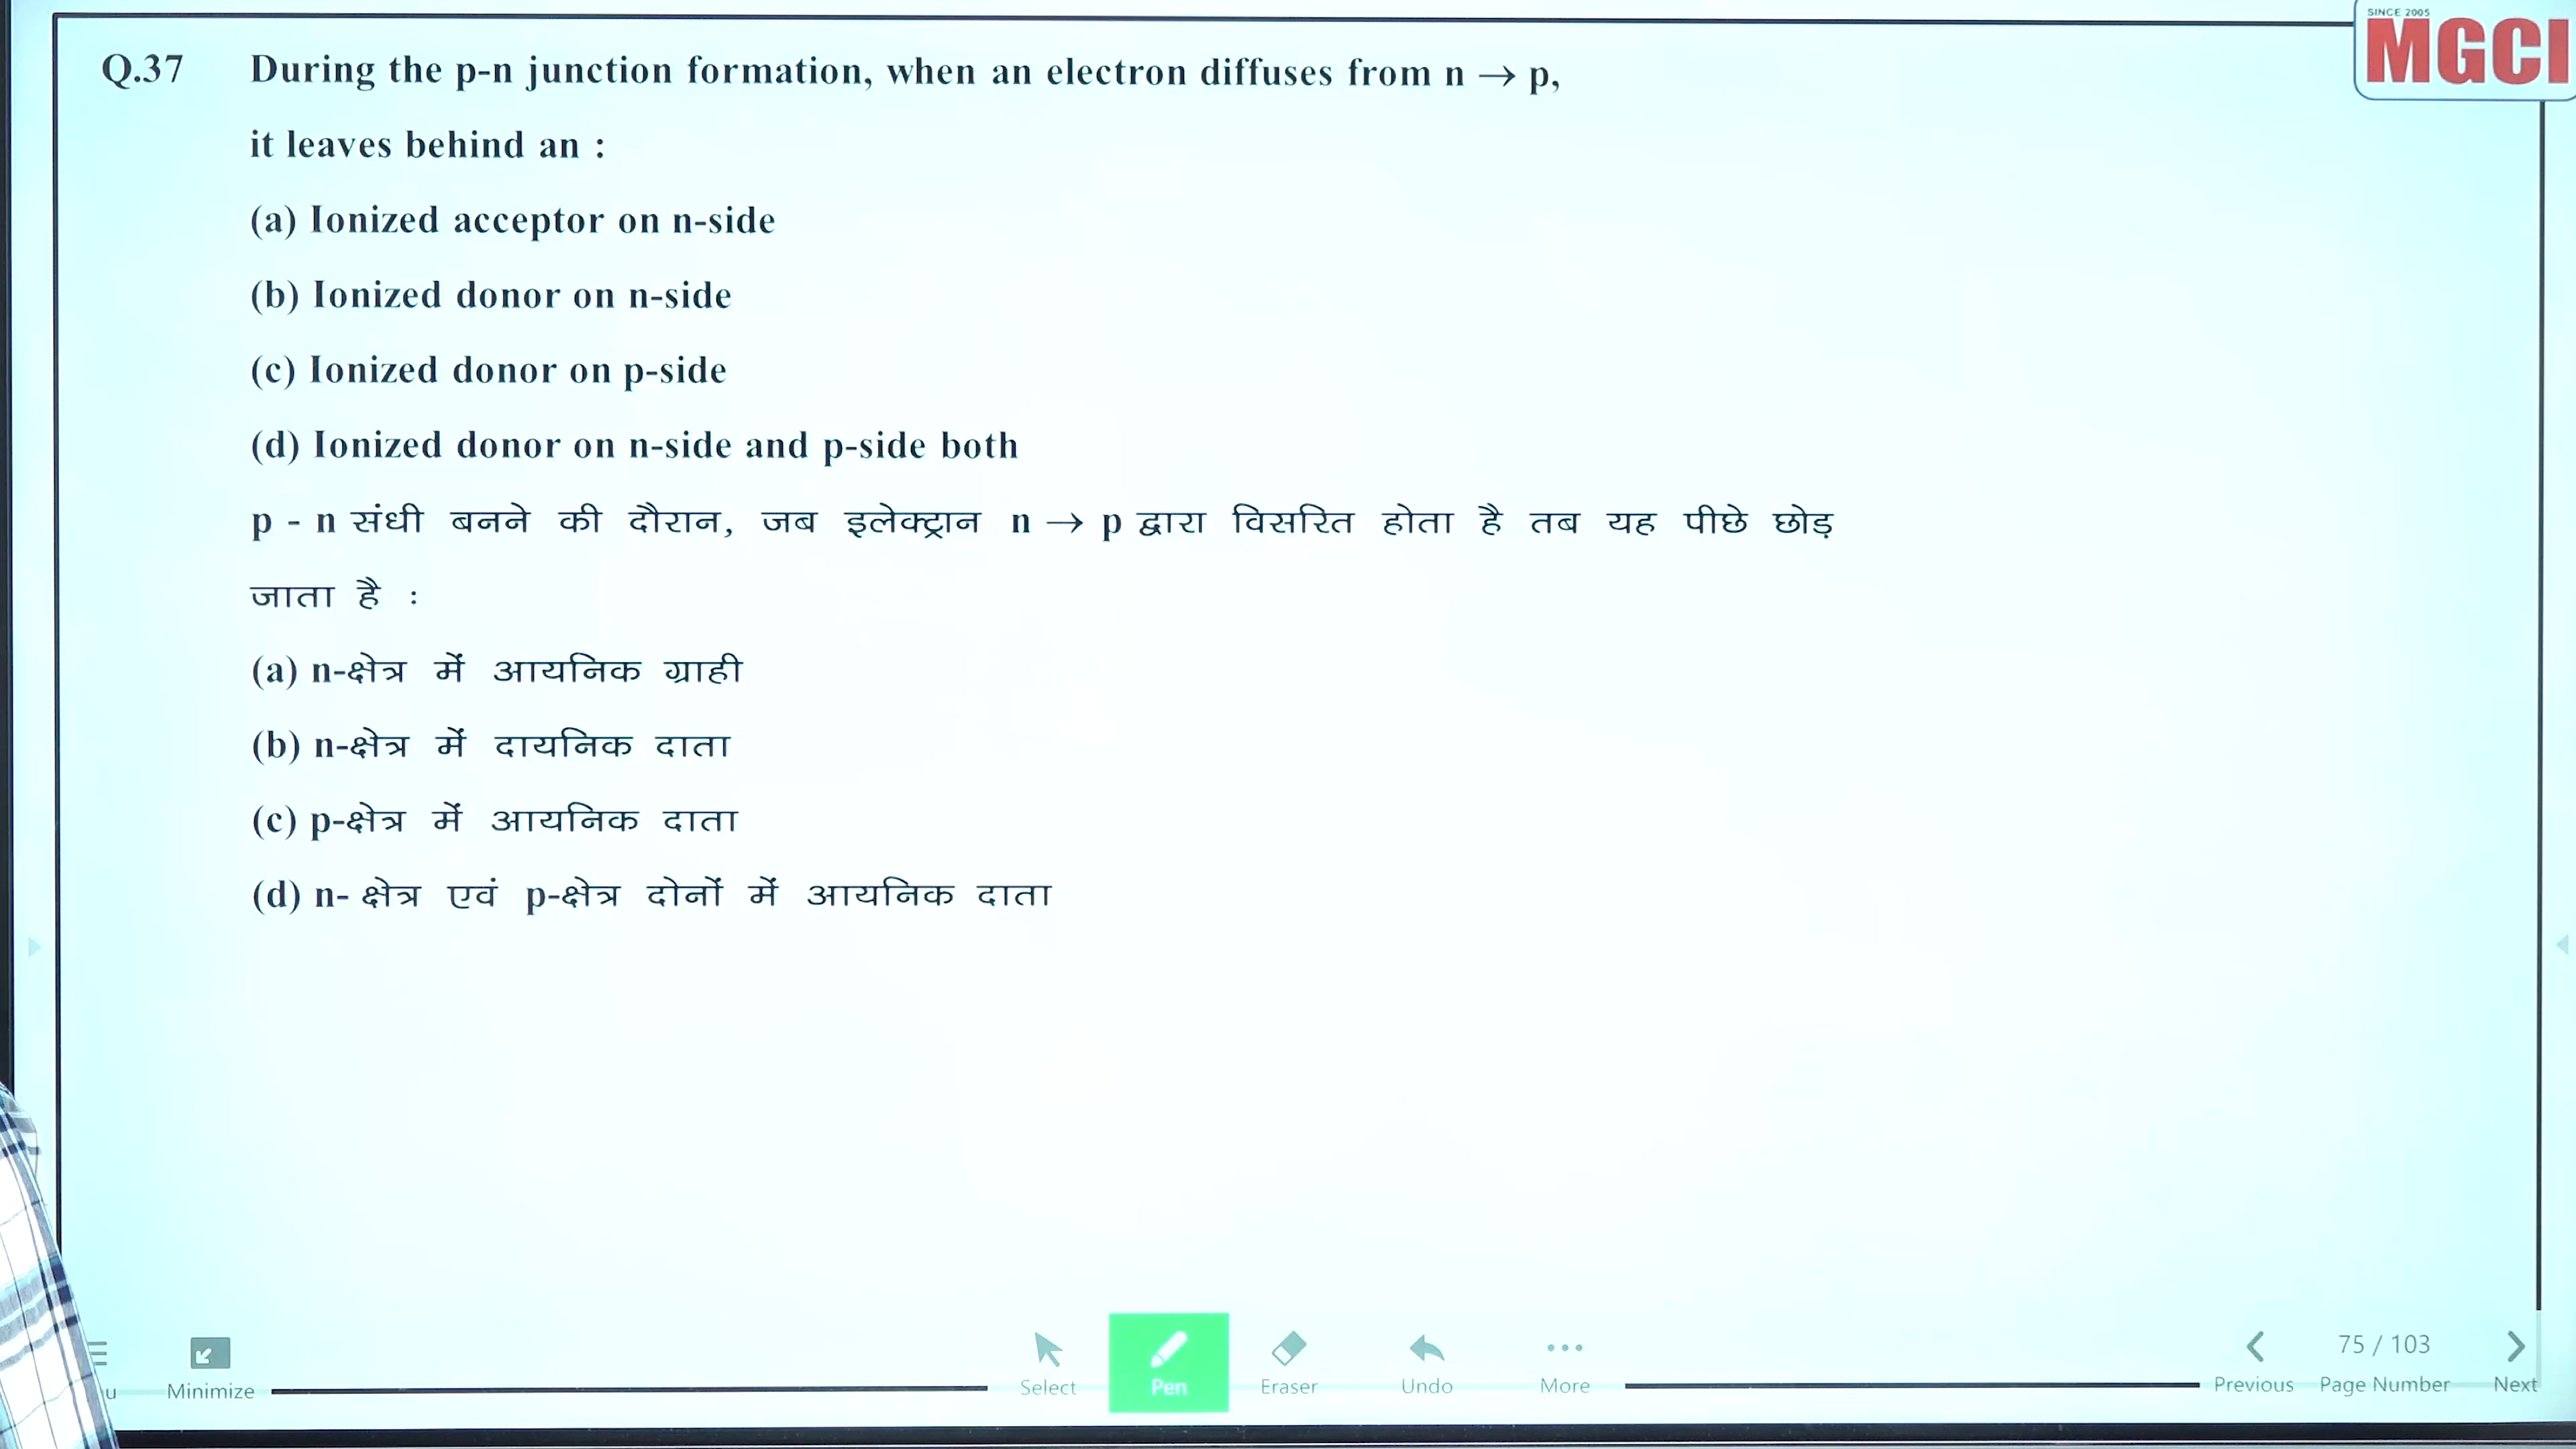 SINCE 2005
MGCI
Q.37 During the p-n junction formation, when an electron diffuses from n → p,
it leaves behind an :
(a) Ionized acceptor on n-side
(b) Ionized donor on n-side
(c) Ionized donor on p-side
(d) Ionized donor on n-side and p-side both
p - n संधी बनने की दौरान, जब इलेक्ट्रान n → p द्वारा विसरित होता है तब यह पीछे छोड़
जाता है :
(a) n-क्षेत्र में आयनिक ग्राही
(b) n-क्षेत्र में दायनिक दाता
(c) p-क्षेत्र में आयनिक दाता
(d) n- क्षेत्र एवं p-क्षेत्र दोनों में आयनिक दाता
u Minimize Select Pen Eraser Undo More
75 / 103
Previous Page Number Next